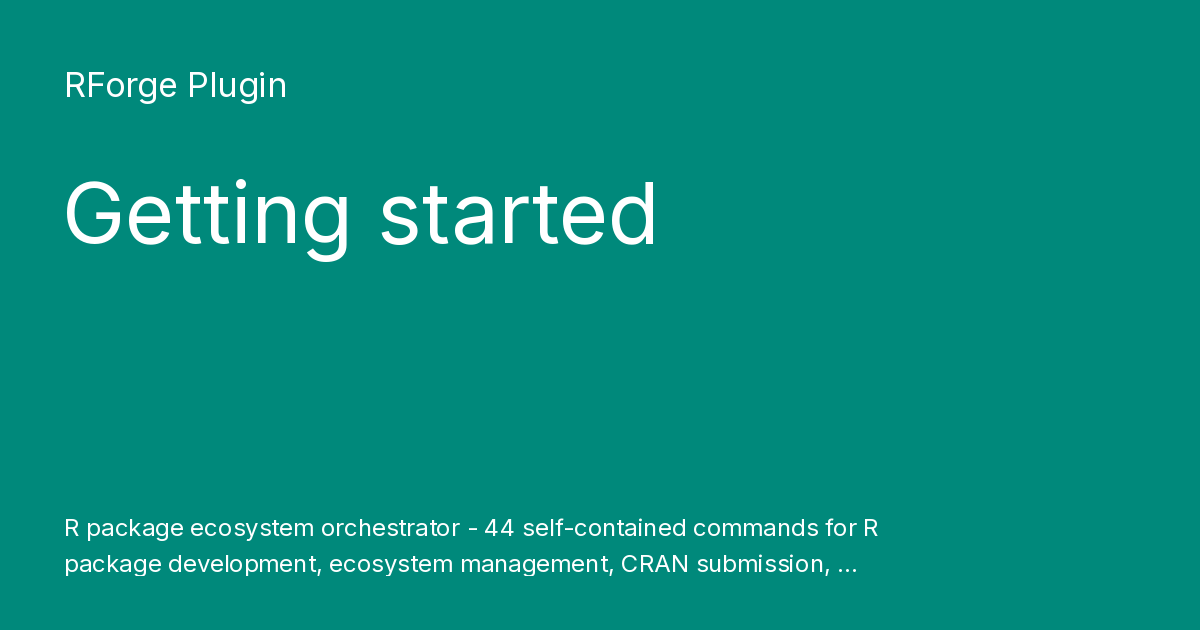 RForge Plugin
Getting started
R package ecosystem orchestrator - 44 self-contained commands for R
package development, ecosystem management, CRAN submission, ...